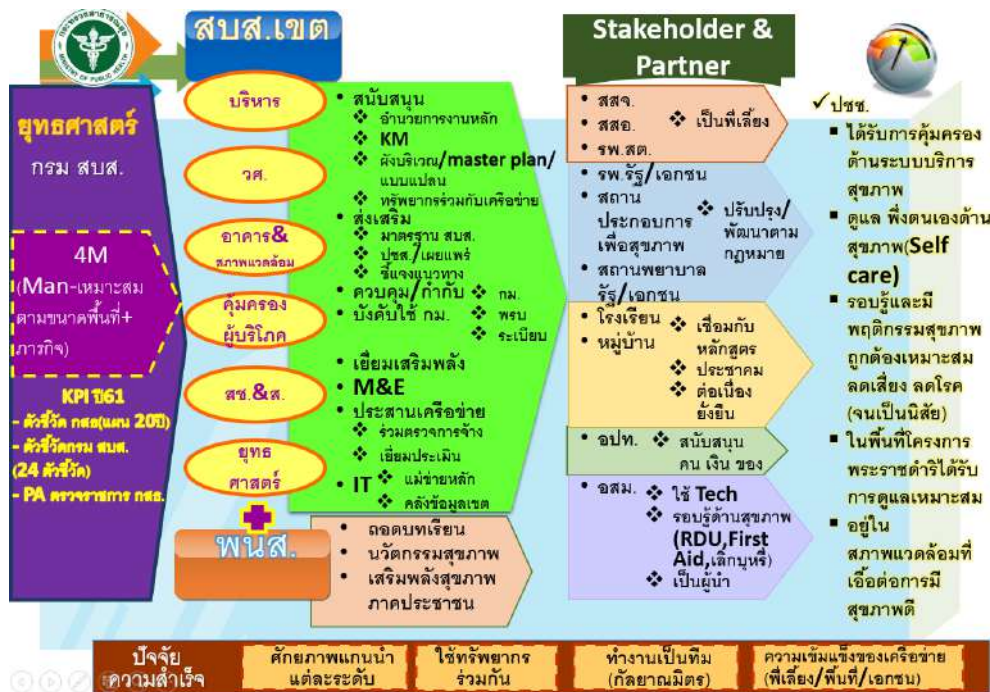 กระทรวงสาธารณสุข
MINISTRY OF PUBLIC HEALTH
ยุทธศาสตร์
กรม สบส.
4M
(Man-เหมาะสม
ตามขนาดพื้นที่+
ภารกิจ)
KPI ปี61
- ตัวชี้วัด กสธ(แผน 20ปี)
- ตัวชี้วัดกรม สบส.
(24 ตัวชี้วัด)
- PA ตรวจราชการ กสธ.
สบส.เขต
บริหาร
วศ.
อาคาร&
สภาพแวดล้อม
คุ้มครอง
ผู้บริโภค
สช.&ส.
ยุทธ
ศาสตร์
พนส.
• สนับสนุน
❖ อำนวยการงานหลัก
❖ KM
❖ ผังบริเวณ/master plan/
แบบแปลน
❖ ทรัพยากรร่วมกับเครือข่าย
• ส่งเสริม
❖ มาตรฐาน สบส.
❖ ปชส./เผยแพร่
❖ ชี้แจงแนวทาง
• ควบคุม/กำกับ
• บังคับใช้ กม.
❖ กม.
❖ พรบ
❖ ระเบียบ
• เยี่ยมเสริมพลัง
• M&E
• ประสานเครือข่าย
❖ ร่วมตรวจการจ้าง
❖ เยี่ยมประเมิน
• IT
❖ แม่ข่ายหลัก
❖ คลังข้อมูลเขต
• ถอดบทเรียน
• นวัตกรรมสุขภาพ
• เสริมพลังสุขภาพ
ภาคประชาชน
Stakeholder &
Partner
• สสจ.
• สสอ.
• รพ.สต.
❖ เป็นพี่เลี้ยง
• รพ.รัฐ/เอกชน
• สถาน
ประกอบการ
เพื่อสุขภาพ
• สถานพยาบาล
รัฐ/เอกชน
❖ ปรับปรุง/
พัฒนาตาม
กฎหมาย
• โรงเรียน
• หมู่บ้าน
❖ เชื่อมกับ
หลักสูตร
❖ ประชาคม
❖ ต่อเนื่อง
ยั่งยืน
• อปท.
❖ สนับสนุน
คน เงิน ของ
• อสม.
❖ ใช้ Tech
❖ รอบรู้ด้านสุขภาพ
(RDU,First
Aid,เลิกบุหรี่)
❖ เป็นผู้นำ
✓ปชช.
▪ ได้รับการคุ้มครอง
ด้านระบบบริการ
สุขภาพ
▪ ดูแล พึ่งตนเองด้าน
สุขภาพ(Self
care)
▪ รอบรู้และมี
พฤติกรรมสุขภาพ
ถูกต้องเหมาะสม
ลดเสี่ยง ลดโรค
(จนเป็นนิสัย)
▪ ในพื้นที่โครงการ
พระราชดำริได้รับ
การดูแลเหมาะสม
▪ อยู่ใน
สภาพแวดล้อมที่
เอื้อต่อการมี
สุขภาพดี
ปัจจัย
ความสำเร็จ
ศักยภาพแกนนำ
แต่ละระดับ
ใช้ทรัพยากร
ร่วมกัน
ทำงานเป็นทีม
(กัลยาณมิตร)
ความเข้มแข็งของเครือข่าย
(พี่เลี้ยง/พื้นที่/เอกชน)